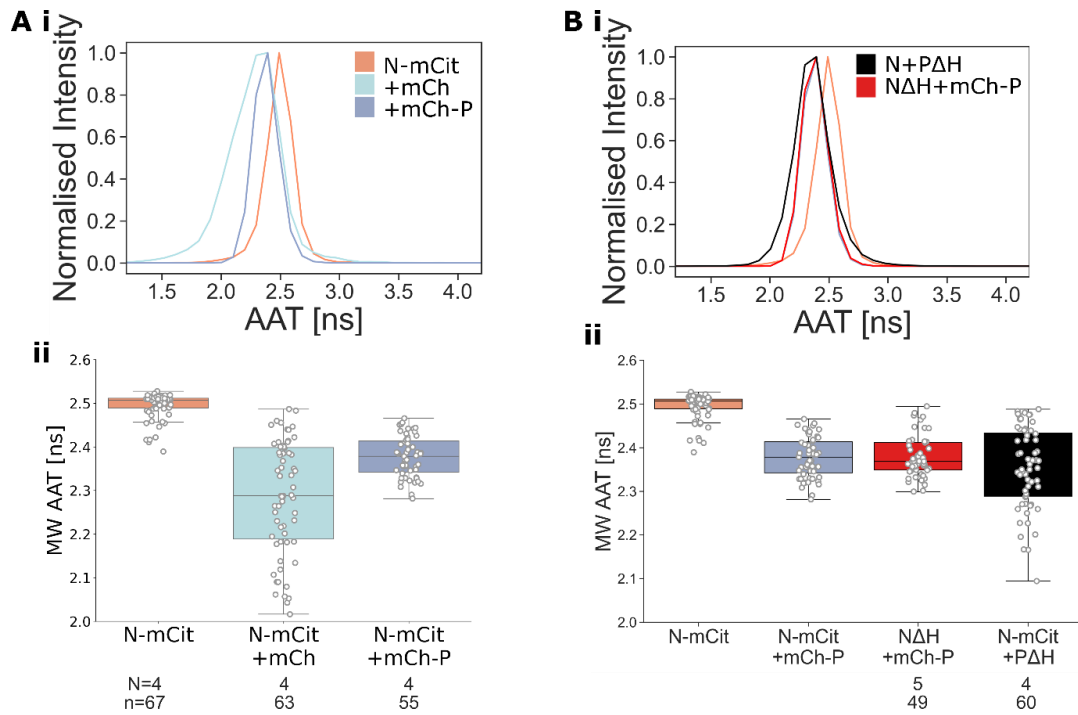 A i
1.0
0.8
0.6
0.4
0.2
0.0
Normalised Intensity
N-mCit
+mCh
+mCh-P
1.5 2.0 2.5 3.0 3.5 4.0
AAT [ns]
B i
1.0
0.8
0.6
0.4
0.2
0.0
Normalised Intensity
N+PΔH
NΔH+mCh-P
1.5 2.0 2.5 3.0 3.5 4.0
AAT [ns]
ii
2.6
2.5
2.4
2.3
2.2
2.1
2.0
MW AAT [ns]
N-mCit N-mCit N-mCit
+mCh +mCh-P
N=4 4 4
n=67 63 55
ii
2.6
2.5
2.4
2.3
2.2
2.1
2.0
MW AAT [ns]
N-mCit N-mCit NΔH N-mCit
+mCh-P +mCh-P +PΔH
5 4
49 60